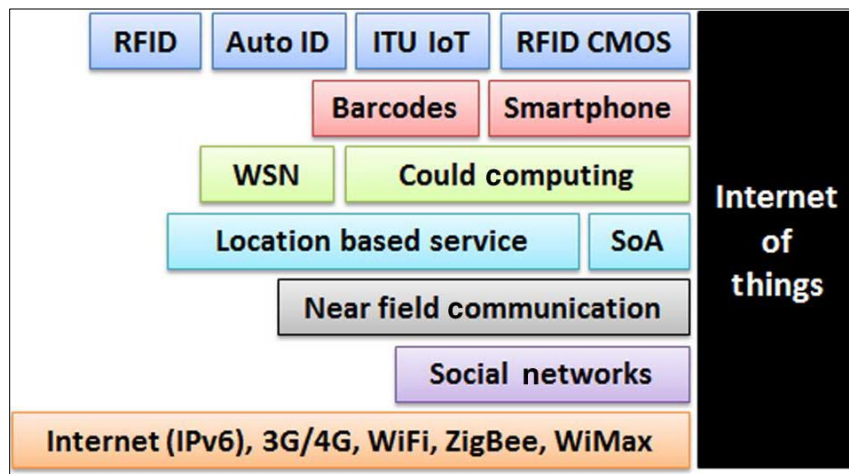 RFID Auto ID ITU IoT RFID CMOS
Barcodes Smartphone
WSN Could computing
Location based service SoA
Near field communication
Social networks
Internet (IPv6), 3G/4G, WiFi, ZigBee, WiMax
Internet
of
things